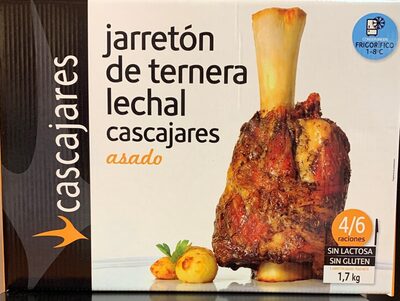 cascajares
jarretón
de ternera
lechal
cascajares
asado
FRIGORÍFICO
1-8°C
4/6
raciones
SIN LACTOSA
SIN GLUTEN
1,7 kg